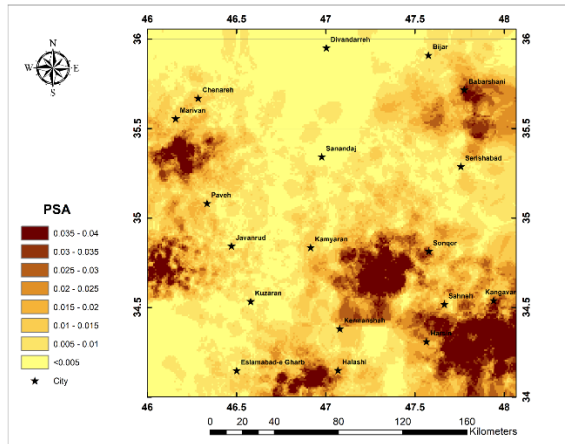 46 46.5 47 47.5 48
36
35.5
35
34.5
34
N
W E
S
Divandarreh
Bijar
Babarshani
Chenareh
Marivan
Sanandaj
Serishabad
Paveh
Javanrud
Kamyaran
Sonqor
Kuzaran
Sahneh
Kangavar
Kermanshah
Eslamabad-e Gharb
Halashi
PSA
0.035 - 0.04
0.03 - 0.035
0.025 - 0.03
0.02 - 0.025
0.015 - 0.02
0.01 - 0.015
0.005 - 0.01
<0.005
City
36
35.5
35
34.5
34
46 46.5 47 47.5 48
0 20 40 80 120 160
Kilometers